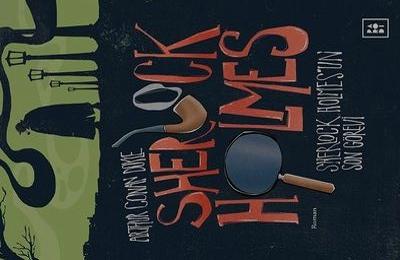 ARTHUR CONAN DOYLE
SHERLOCK
HOLMES
SHERLOCK HOLMES'UN
SON GÖREVİ
Roman